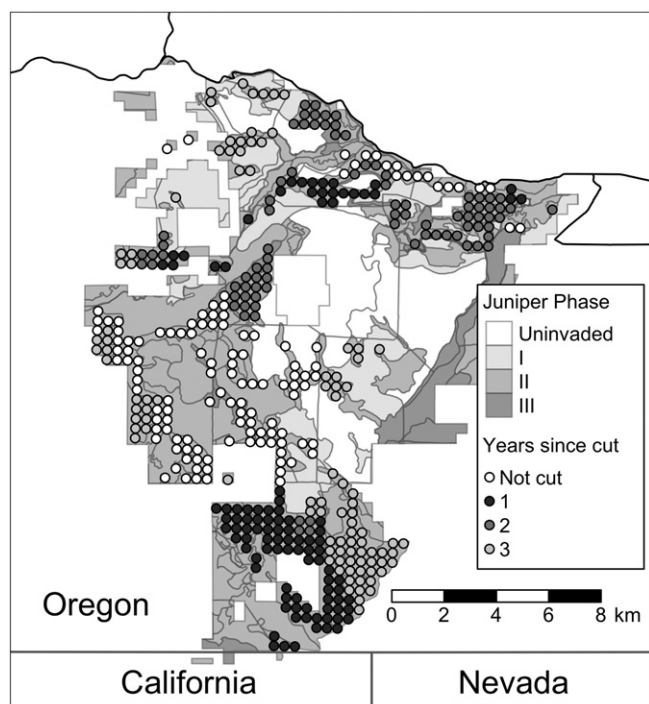 Juniper Phase
Uninvaded
I
II
III
Years since cut
Not cut
1
2
3
0 2 4 6 8 km
Oregon
California
Nevada